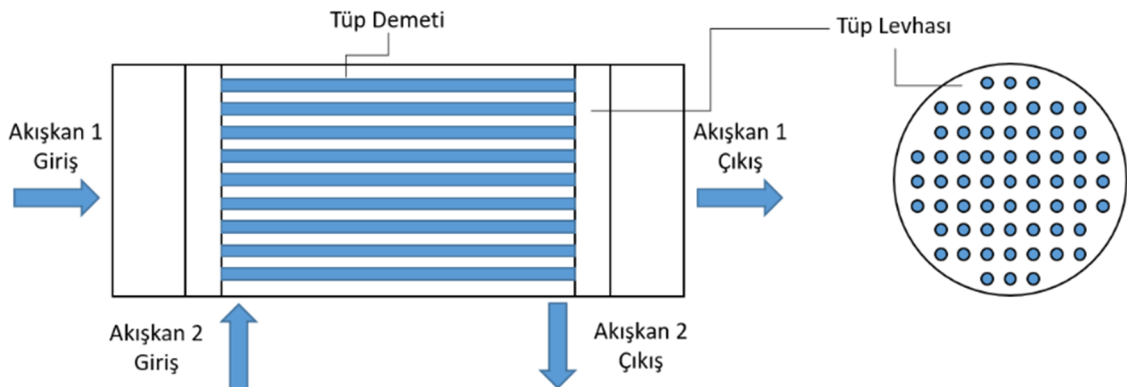 Tüp Demeti
Tüp Levhası
Akışkan 1
Giriş
Akışkan 1
Çıkış
Akışkan 2
Giriş
Akışkan 2
Çıkış